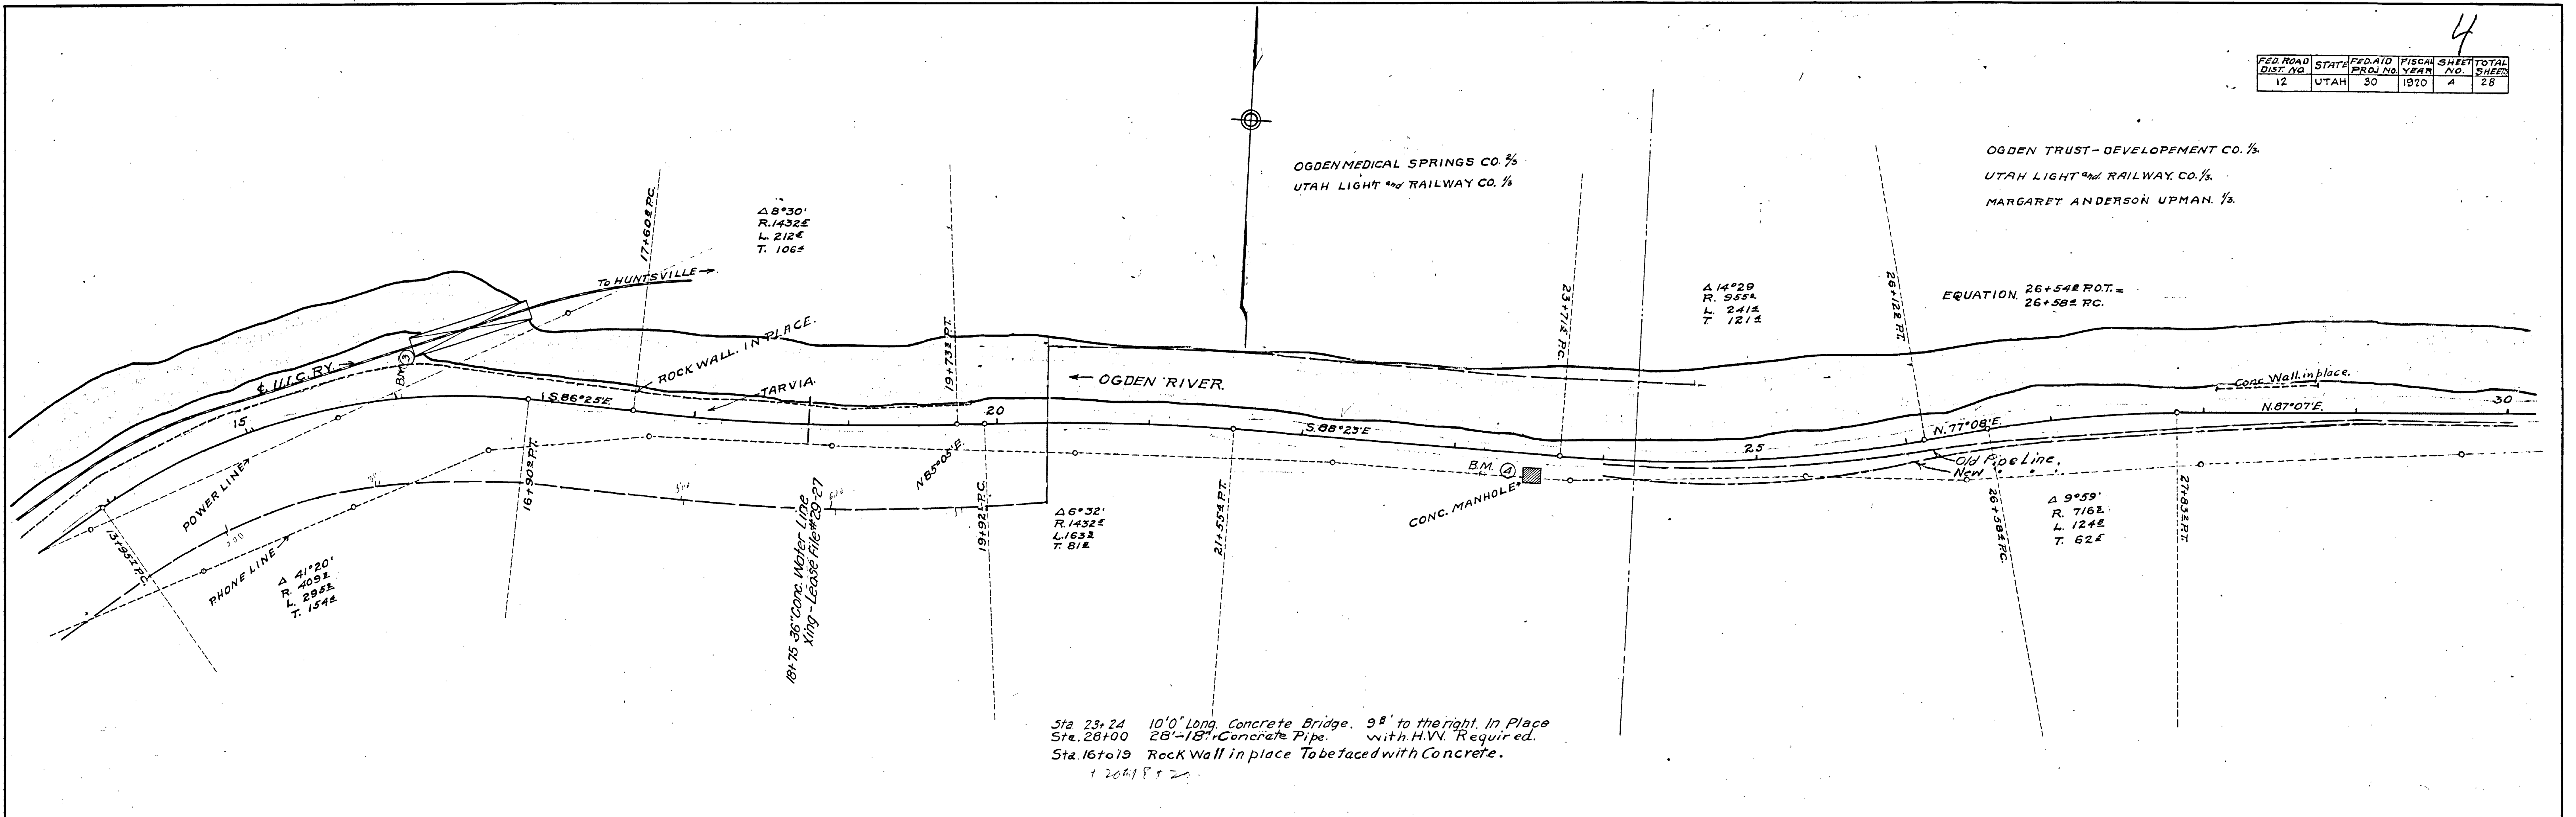 4
FED. ROAD DIST. NO. STATE FED. AID PROJ NO. FISCAL YEAR SHEET NO. TOTAL SHEETS
12 UTAH 30 1920 4 28
OGDEN MEDICAL SPRINGS CO. 2/3
UTAH LIGHT and RAILWAY CO. 1/3
OGDEN TRUST-DEVELOPEMENT CO. 1/3.
UTAH LIGHT and RAILWAY. CO. 1/3.
MARGARET ANDERSON UPMAN. 1/3.
Δ 8°30'
R. 1432
L. 212
T. 106
17+60 P.C.
To HUNTSVILLE
19+73 P.T.
23+71 P.C.
Δ 14°29
R. 955
L. 241
T 121
26+12 P.T.
EQUATION. 26+54 P.O.T. =
26+58 P.C.
℄ U.I.C. RY.
B.M. 3
ROCK WALL. IN PLACE.
TARVIA.
OGDEN RIVER.
Conc. Wall. in place.
15
S.86°25'E.
20
S.88°23'E
25
N.77°08'E.
N.87°07'E.
30
POWER LINE
PHONE LINE
13+95 P.C.
Δ 41°20'
R. 409
L. 295
T. 154
16+90 P.T.
18+75 36" Conc. Water Line
Xing-Lease File #29-27
N85°05'E.
19+92 P.C.
Δ 6°32'
R. 1432
L. 163
T. 81
21+55 P.T.
B.M. 4
CONC. MANHOLE
Old Pipe Line.
New " " "
26+58 P.C.
Δ 9°59'
R. 716
L. 124
T. 62
27+83 P.T.
Sta. 23+24 10'0" Long. Concrete Bridge. 9 8' to the right. In Place
Sta. 28+00 28'-18" Concrete Pipe. with H.W. Required.
Sta. 16 to 19 Rock Wall in place To be faced with Concrete.